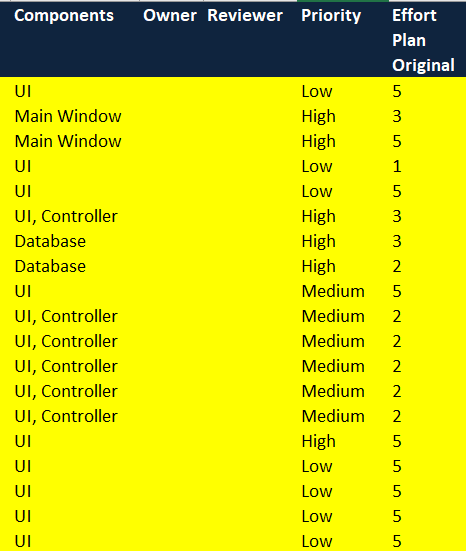 Components Owner Reviewer Priority Effort
Plan
Original
UI Low 5
Main Window High 3
Main Window High 5
UI Low 1
UI Low 5
UI, Controller High 3
Database High 3
Database High 2
UI Medium 5
UI, Controller Medium 2
UI, Controller Medium 2
UI, Controller Medium 2
UI, Controller Medium 2
UI, Controller Medium 2
UI High 5
UI Low 5
UI Low 5
UI Low 5
UI Low 5